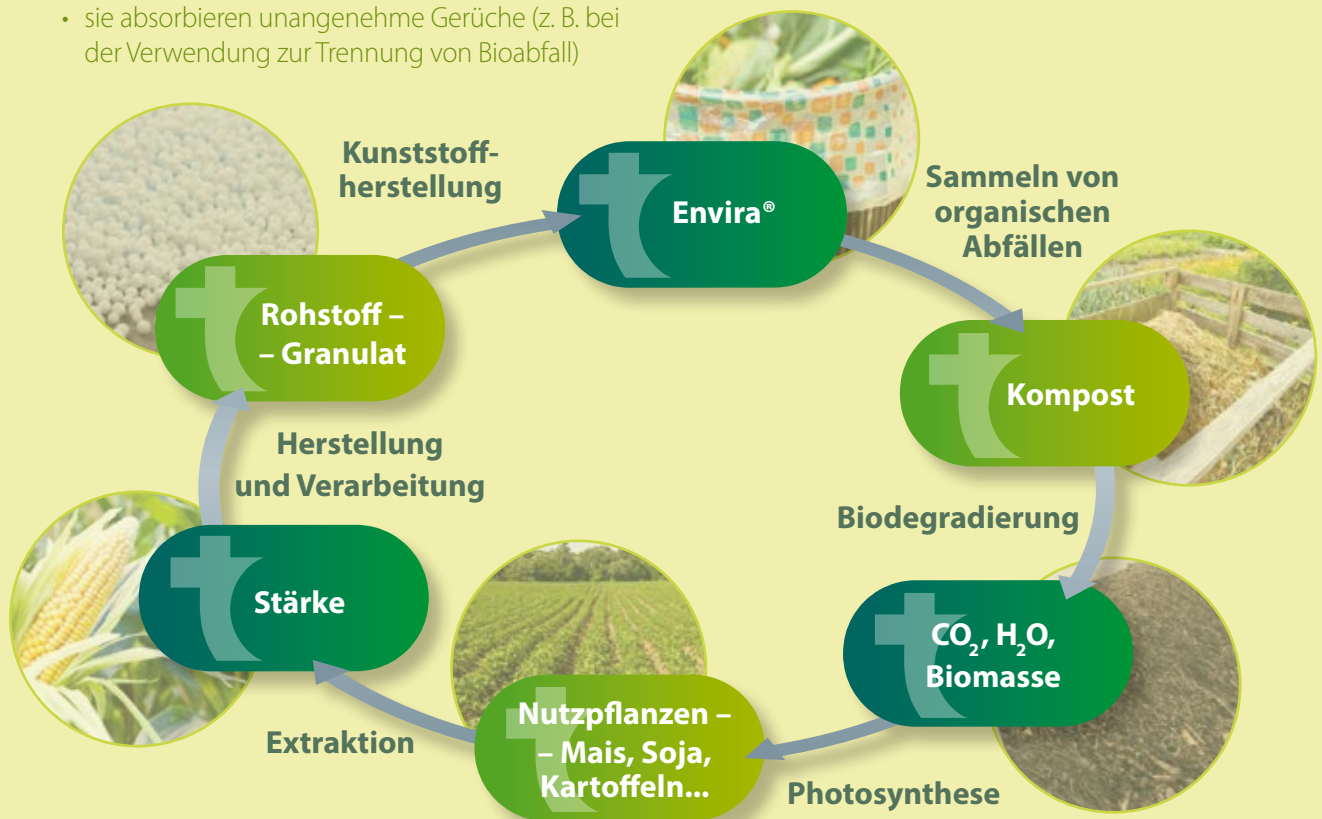 • sie absorbieren unangenehme Gerüche (z. B. bei
der Verwendung zur Trennung von Bioabfall)
Kunststoff-
herstellung
Envira®
Sammeln von
organischen
Abfällen
Rohstoff –
– Granulat
Kompost
Herstellung
und Verarbeitung
Biodegradierung
Stärke
CO₂, H₂O,
Biomasse
Nutzpflanzen –
– Mais, Soja,
Kartoffeln...
Extraktion
Photosynthese